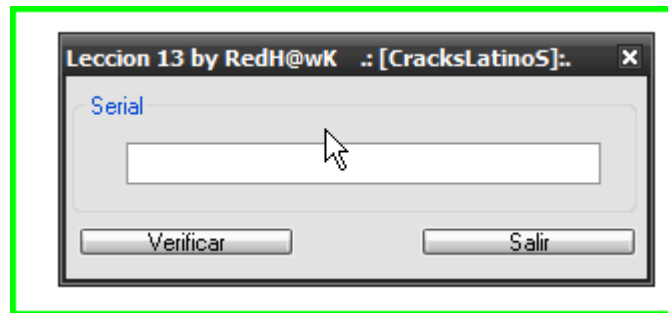 Leccion 13 by RedH@wK .: [CracksLatinoS]:.
Serial
Verificar Salir